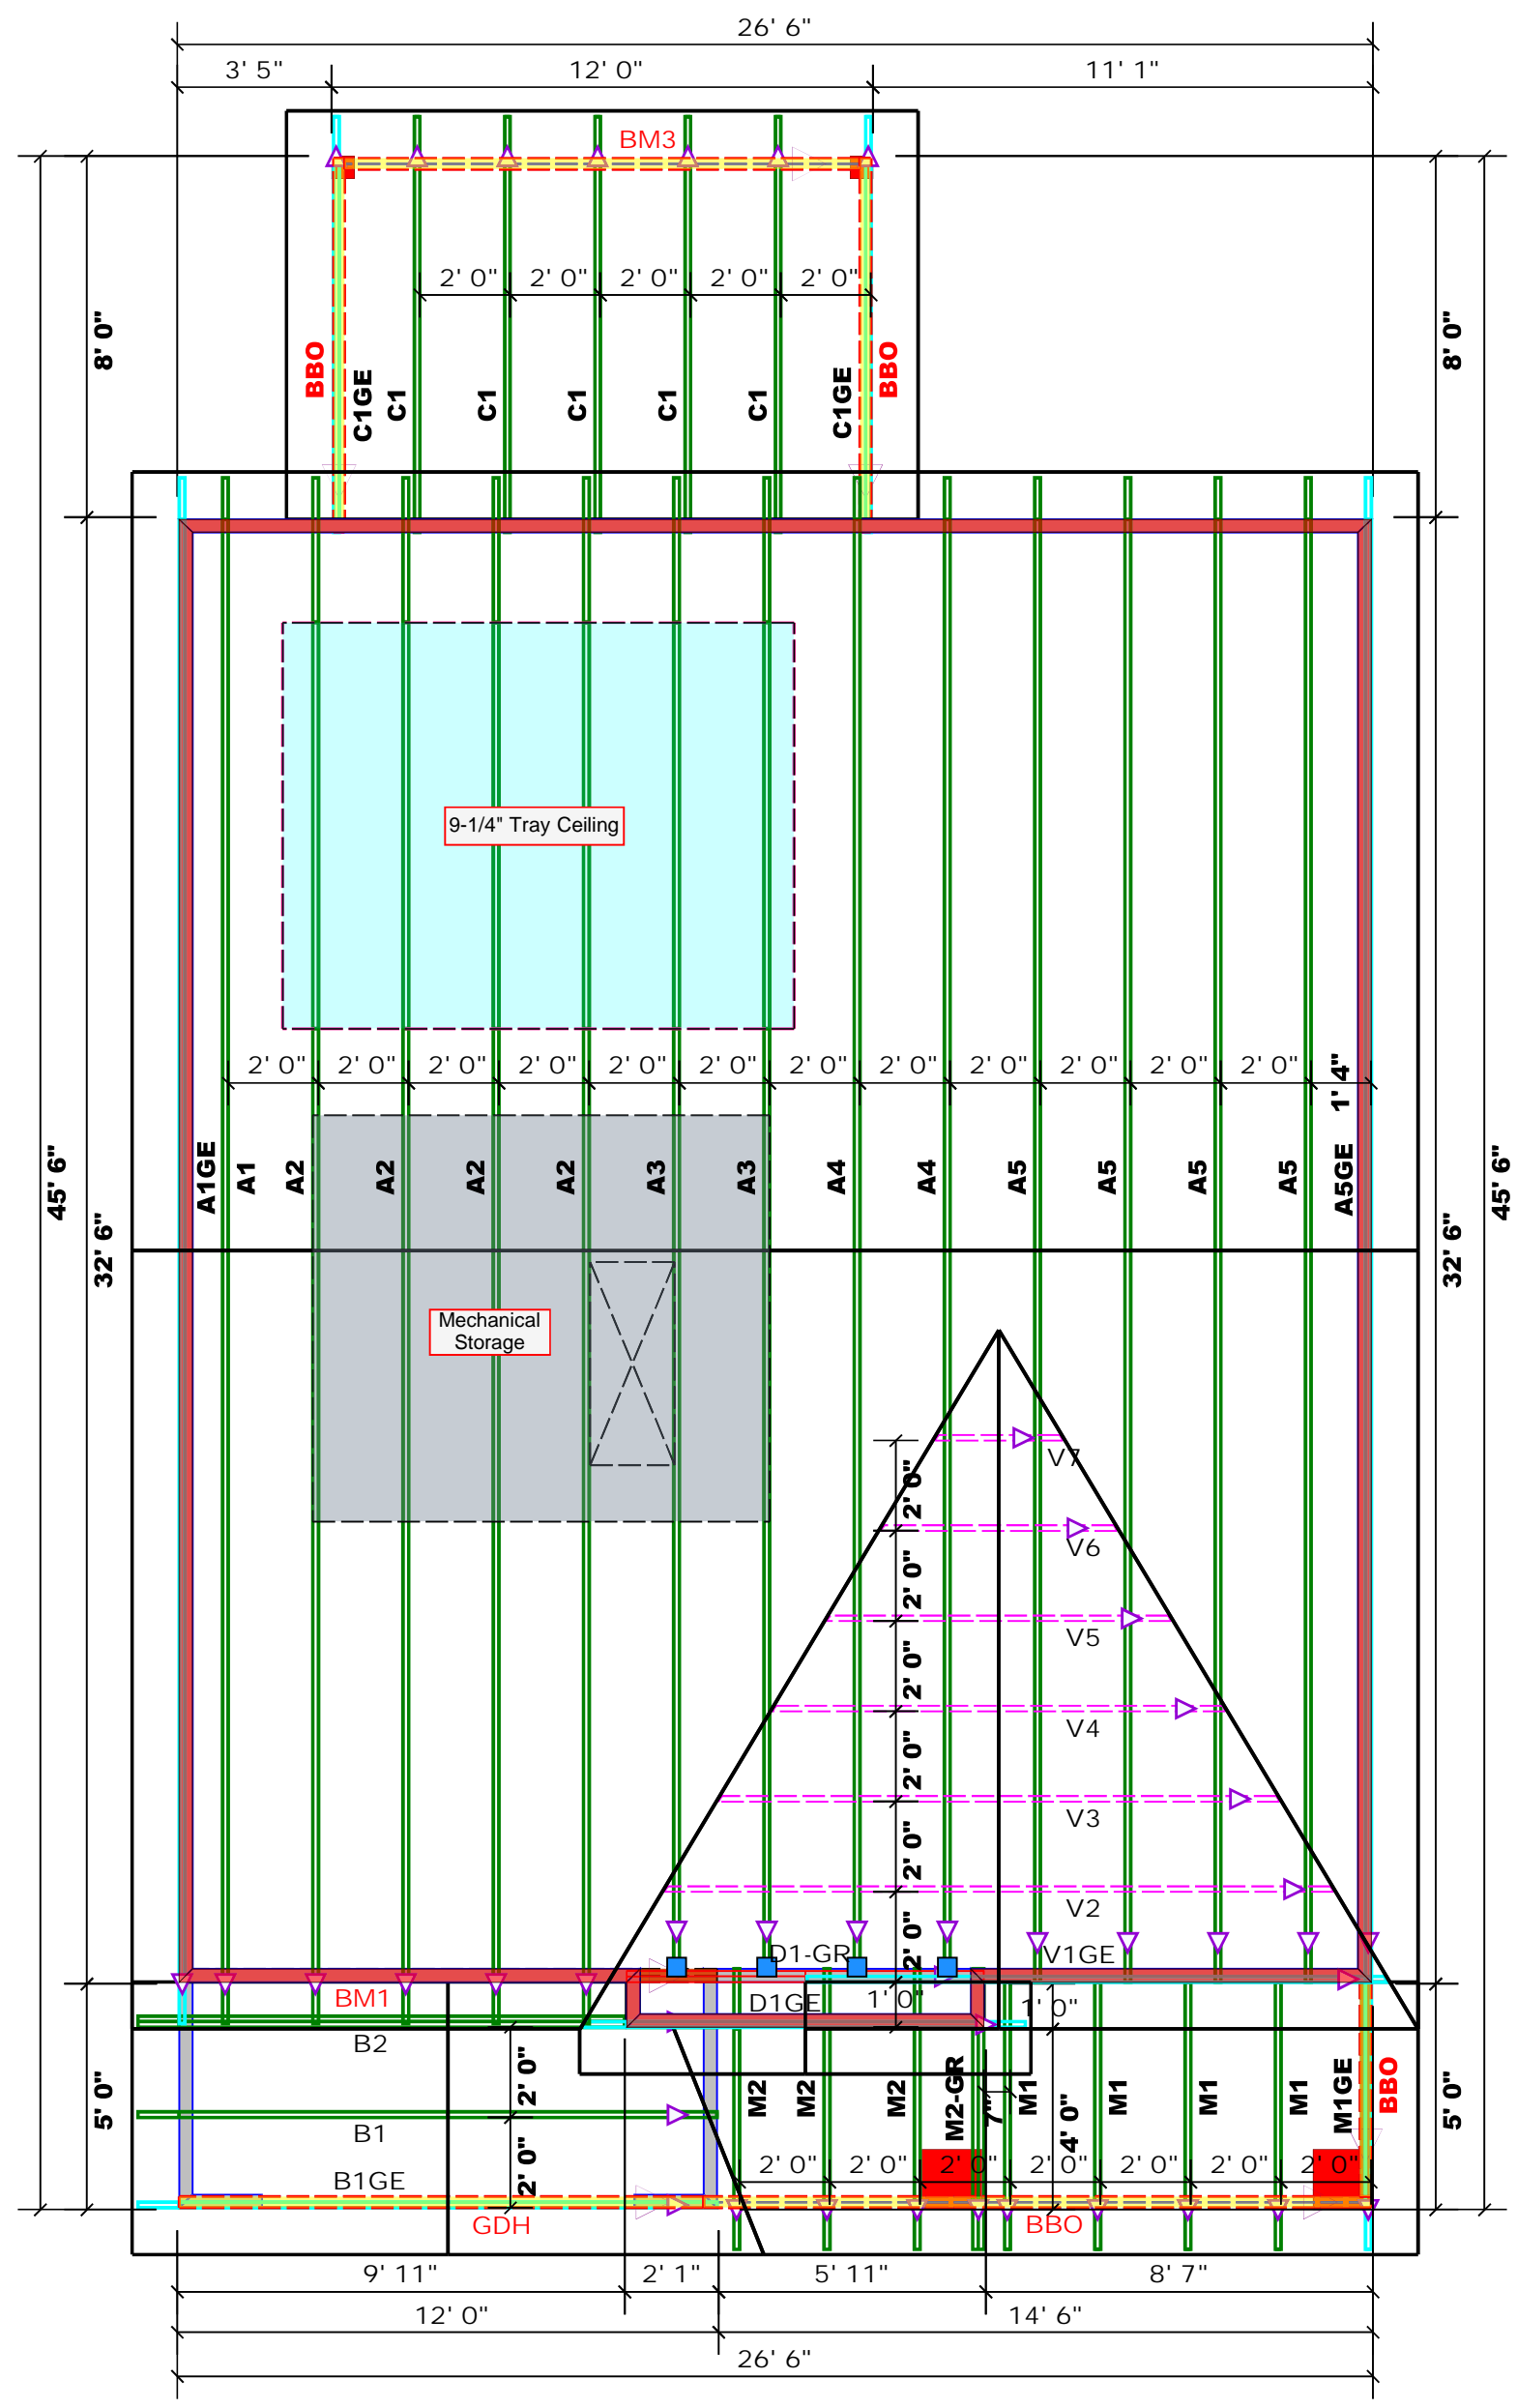 26' 6"
3' 5" 12' 0" 11' 1"
BM3
2' 0" 2' 0" 2' 0" 2' 0" 2' 0"
8' 0" 8' 0"
BBO C1GE C1 C1 C1 C1 C1 C1GE BBO
9-1/4" Tray Ceiling
2' 0" 2' 0" 2' 0" 2' 0" 2' 0" 2' 0" 2' 0" 2' 0" 2' 0" 2' 0" 2' 0" 2' 0" 1' 4"
A1GE A1 A2 A2 A2 A2 A3 A3 A4 A4 A5 A5 A5 A5 A5GE
45' 6" 32' 6" 32' 6" 45' 6"
Mechanical
Storage
V7
2' 0"
V6
2' 0"
V5
2' 0"
V4
2' 0"
V3
2' 0"
V2
2' 0"
D1-GR V1GE
BM1 D1GE 1' 0" 1' 0"
B2
2' 0"
5' 0" M2 M2 M2 M2-GR 7" M1 4' 0" M1 M1 M1 M1GE BBO 5' 0"
B1
2' 0"
2' 0" 2' 0" 2' 0" 2' 0" 2' 0" 2' 0" 2' 0"
B1GE
GDH BBO
9' 11" 2' 1" 5' 11" 8' 7"
12' 0" 14' 6"
26' 6"